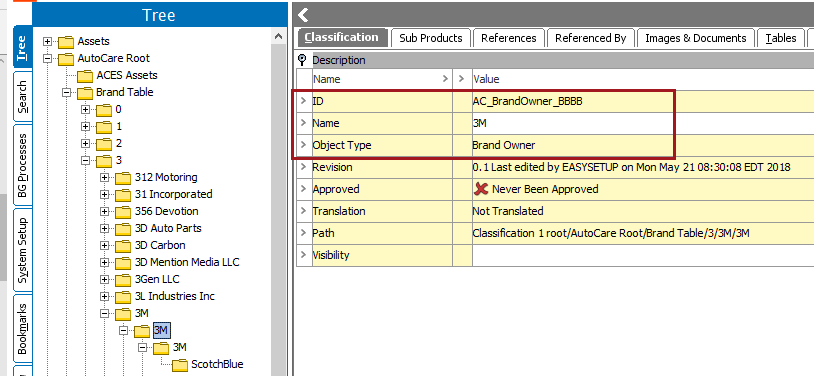 Tree
Tree
Search
BG Processes
System Setup
Bookmarks
Assets
AutoCare Root
ACES Assets
Brand Table
0
1
2
3
312 Motoring
31 Incorporated
356 Devotion
3D Auto Parts
3D Carbon
3D Mention Media LLC
3Gen LLC
3L Industries Inc
3M
3M
3M
ScotchBlue
Classification Sub Products References Referenced By Images & Documents Tables
Description
Name > > Value
> ID AC_BrandOwner_BBBB
> Name 3M
> Object Type Brand Owner
> Revision 0.1 Last edited by EASYSETUP on Mon May 21 08:30:08 EDT 2018
> Approved Never Been Approved
> Translation Not Translated
> Path Classification 1 root/AutoCare Root/Brand Table/3/3M/3M
> Visibility